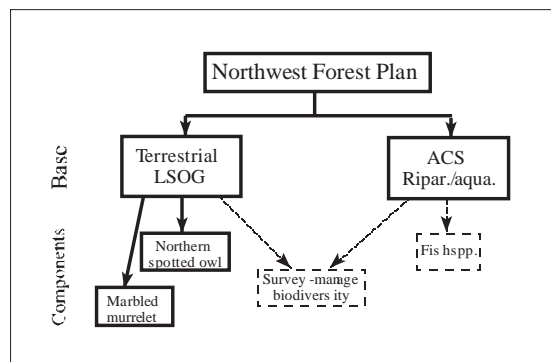 Northwest Forest Plan
Terrestrial
LSOG
ACS
Ripar./aqua.
Base
Northern
spotted owl
Fis hspp.
Survey -manage
biodivers ity
Marbled
murrelet
Components